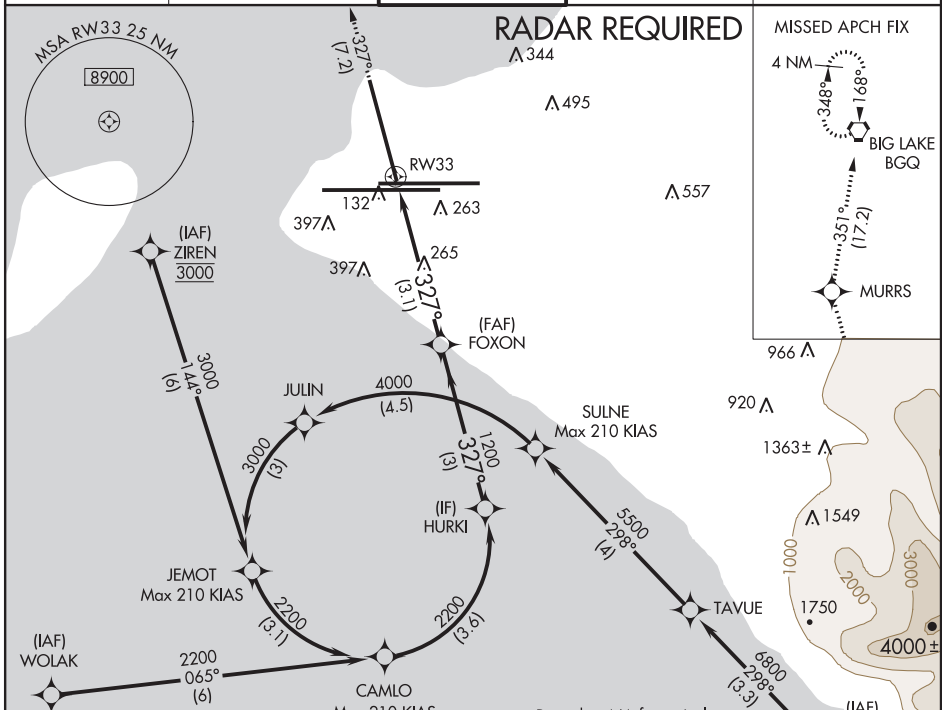 RADAR REQUIRED
MSA RW33 25 NM
8900
327°
(7.2)
344
495
MISSED APCH FIX
4 NM
348°
168°
BIG LAKE
BGQ
351°
(17.2)
MURRS
RW33
132
263
557
397
397
265
327°
(3.1)
(IAF)
ZIREN
3000
(FAF)
FOXON
3000
144°
(6)
JULIN
4000
(4.5)
SULNE
Max 210 KIAS
966
920
1363±
1549
3000
(3)
1200
327°
(3)
(IF)
HURKI
5500
298°
(4)
1000
2000
3000
JEMOT
Max 210 KIAS
2200
(3.1)
2200
(3.6)
TAVUE
1750
4000±
(IAF)
WOLAK
2200
065°
(6)
CAMLO
Max 210 KIAS
6800
298°
(3.3)
(IAF)